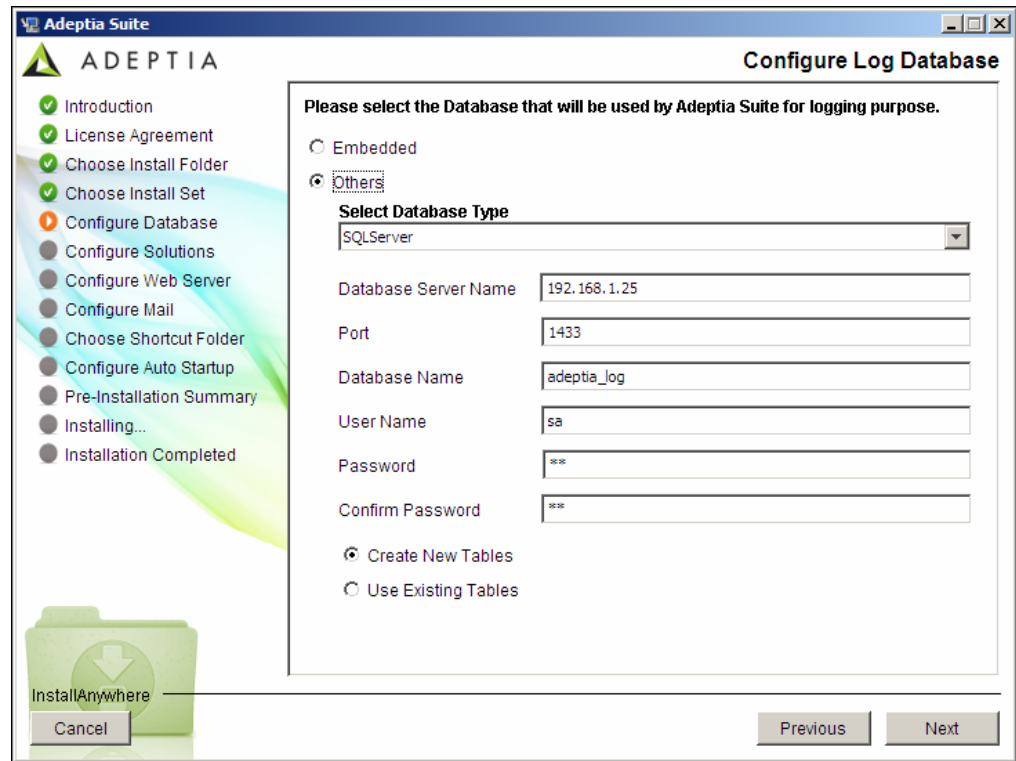 Adeptia Suite
ADEPTIA
Configure Log Database
Introduction
License Agreement
Choose Install Folder
Choose Install Set
Configure Database
Configure Solutions
Configure Web Server
Configure Mail
Choose Shortcut Folder
Configure Auto Startup
Pre-Installation Summary
Installing...
Installation Completed
Please select the Database that will be used by Adeptia Suite for logging purpose.
Embedded
Others
Select Database Type
SQLServer
Database Server Name 192.168.1.25
Port 1433
Database Name adeptia_log
User Name sa
Password **
Confirm Password **
Create New Tables
Use Existing Tables
InstallAnywhere
Cancel Previous Next